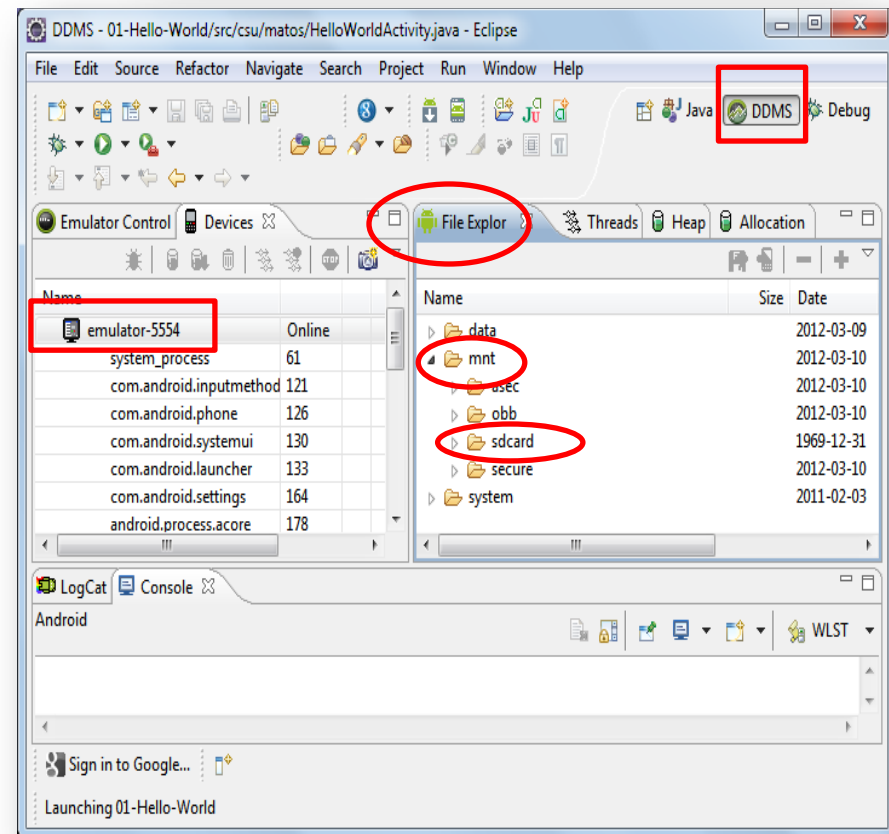 DDMS - 01-Hello-World/src/csu/matos/HelloWorldActivity.java - Eclipse
File Edit Source Refactor Navigate Search Project Run Window Help
Java DDMS Debug
Emulator Control Devices
File Explor Threads Heap Allocation
Name
emulator-5554 Online
system_process 61
com.android.inputmethod 121
com.android.phone 126
com.android.systemui 130
com.android.launcher 133
com.android.settings 164
android.process.acore 178
Name Size Date
data 2012-03-09
mnt 2012-03-10
asec 2012-03-10
obb 2012-03-10
sdcard 1969-12-31
secure 2012-03-10
system 2011-02-03
LogCat Console
Android
WLST
Sign in to Google...
Launching 01-Hello-World